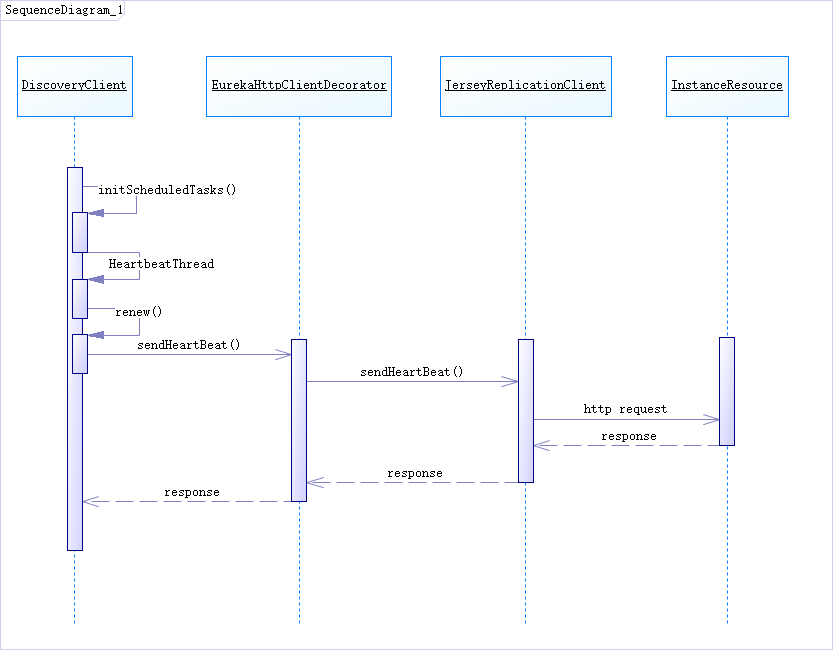 SequenceDiagram_1
DiscoveryClient
EurekaHttpClientDecorator
JerseyReplicationClient
InstanceResource
initScheduledTasks()
HeartbeatThread
renew()
sendHeartBeat()
sendHeartBeat()
http request
response
response
response